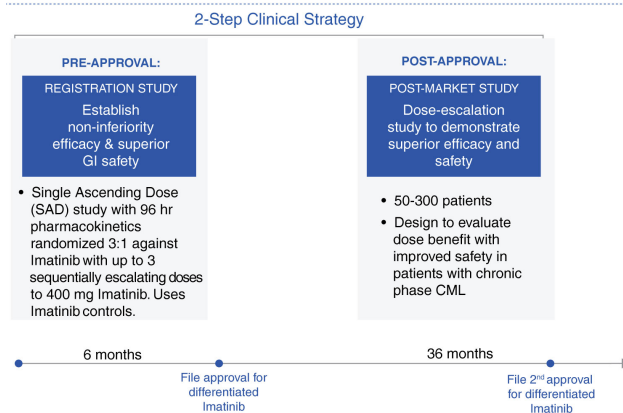 2-Step Clinical Strategy
PRE-APPROVAL:
REGISTRATION STUDY
Establish
non-inferiority
efficacy & superior
GI safety
• Single Ascending Dose
(SAD) study with 96 hr
pharmacokinetics
randomized 3:1 against
Imatinib with up to 3
sequentially escalating doses
to 400 mg Imatinib. Uses
Imatinib controls.
POST-APPROVAL:
POST-MARKET STUDY
Dose-escalation
study to demonstrate
superior efficacy and
safety
• 50-300 patients
• Design to evaluate
dose benefit with
improved safety in
patients with chronic
phase CML
6 months
36 months
File approval for
differentiated
Imatinib
File 2nd approval
for differentiated
Imatinib